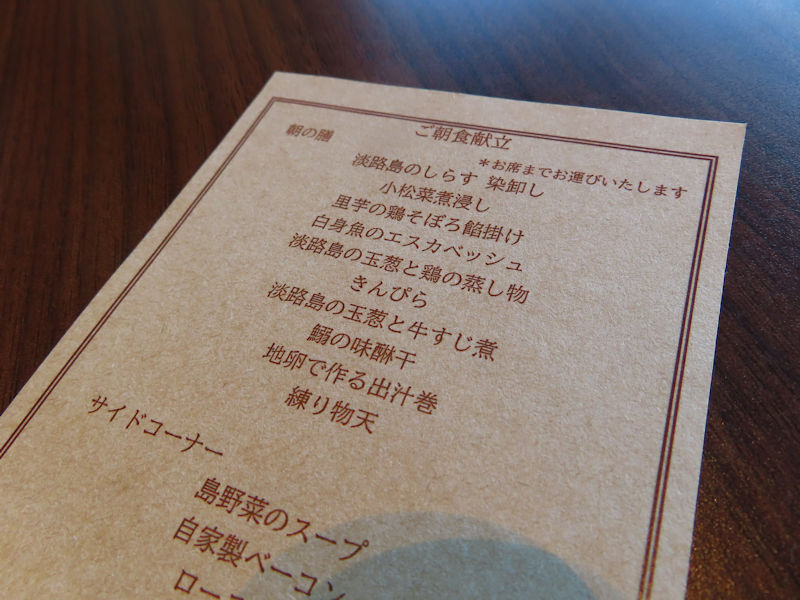 ご朝食献立
朝の膳
＊お席までお運びいたします
淡路島のしらす 染卸し
小松菜煮浸し
里芋の鶏そぼろ餡掛け
白身魚のエスカベッシュ
淡路島の玉葱と鶏の蒸し物
きんぴら
淡路島の玉葱と牛すじ煮
鰯の味醂干
地卵で作る出汁巻
練り物天
サイドコーナー
島野菜のスープ
自家製ベーコン
ロー